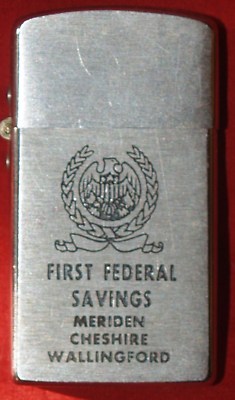 FIRST FEDERAL
SAVINGS
MERIDEN
CHESHIRE
WALLINGFORD